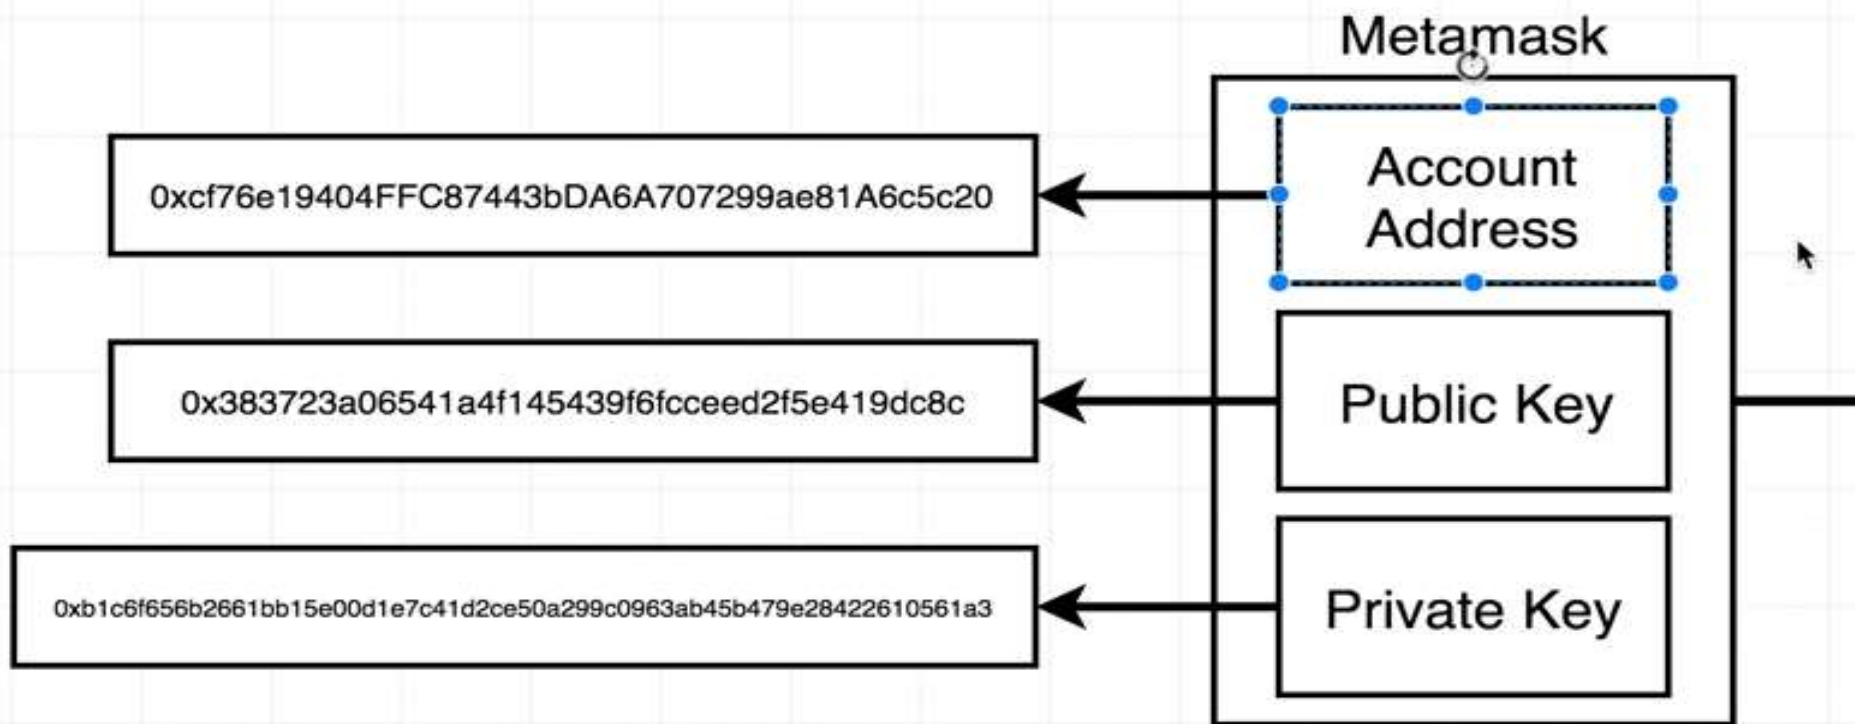 Metamask
0xcf76e19404FFC87443bDA6A707299ae81A6c5c20
Account
Address
0x383723a06541a4f145439f6fcceed2f5e419dc8c
Public Key
0xb1c6f656b2661bb15e00d1e7c41d2ce50a299c0963ab45b479e28422610561a3
Private Key